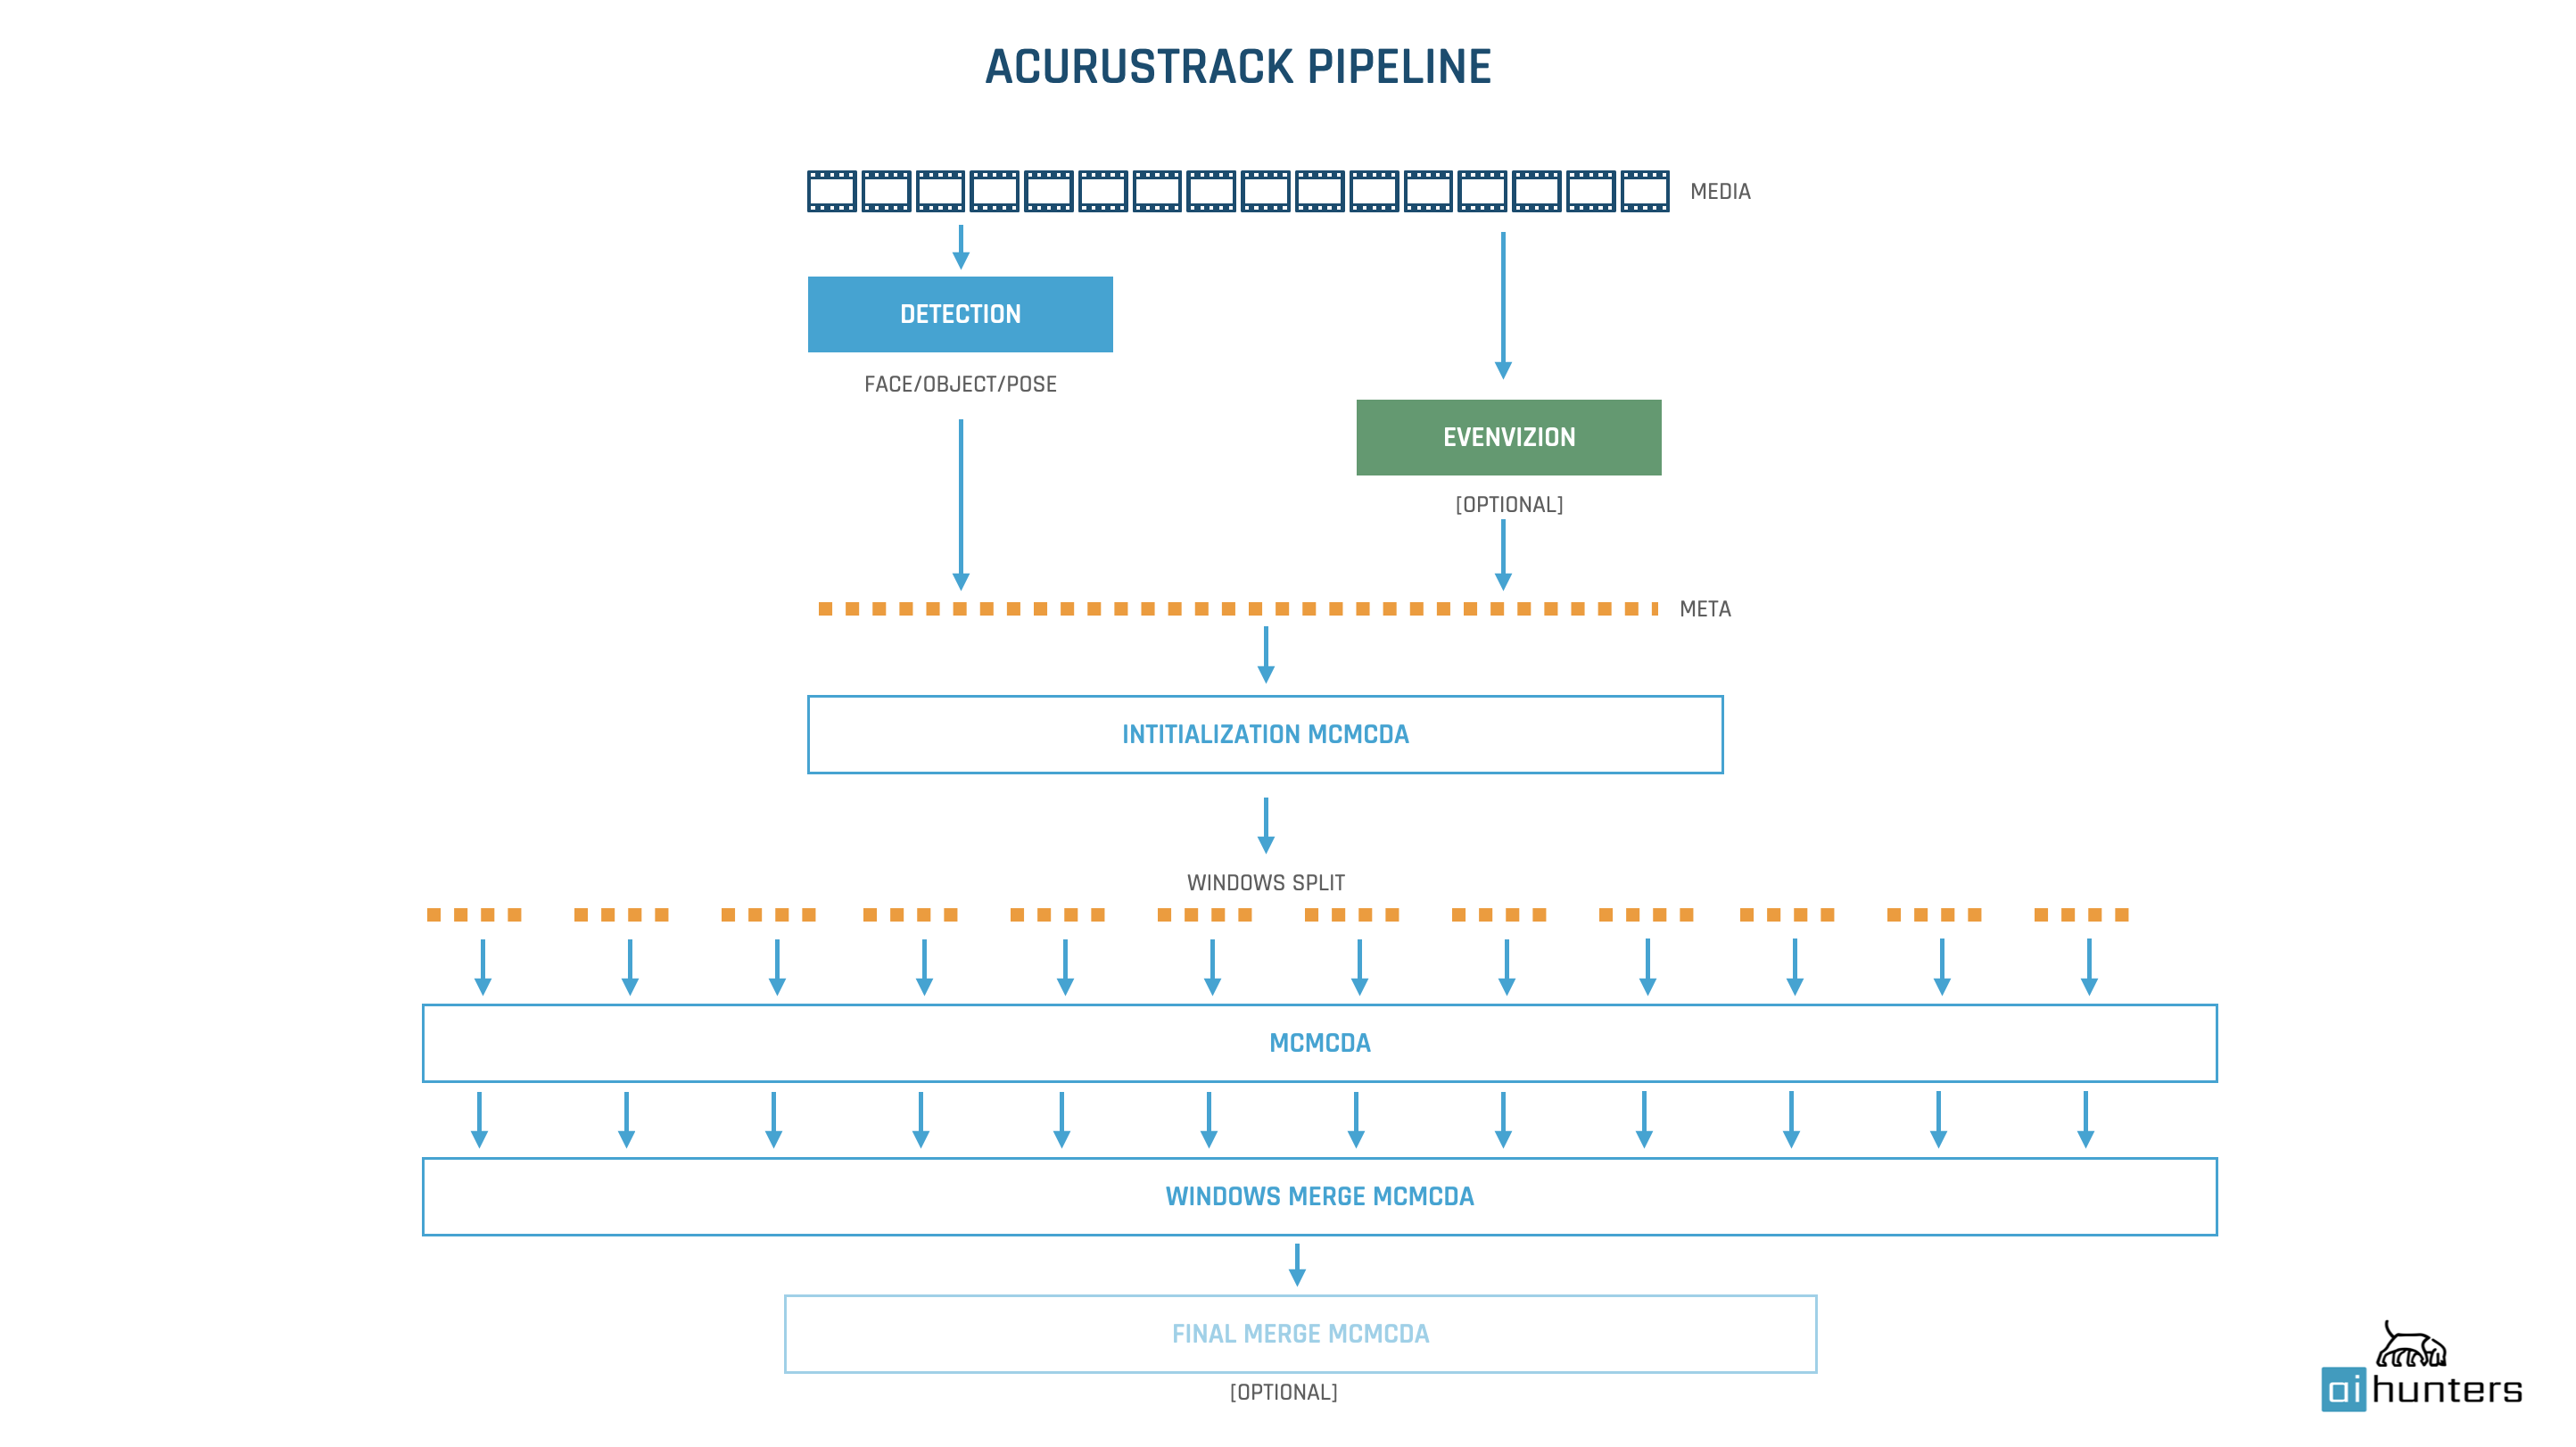 ACURUSTRACK PIPELINE
MEDIA
DETECTION
FACE/OBJECT/POSE
EVENVIZION
[OPTIONAL]
META
INTITIALIZATION MCMCDA
WINDOWS SPLIT
MCMCDA
WINDOWS MERGE MCMCDA
FINAL MERGE MCMCDA
[OPTIONAL]
ai hunters